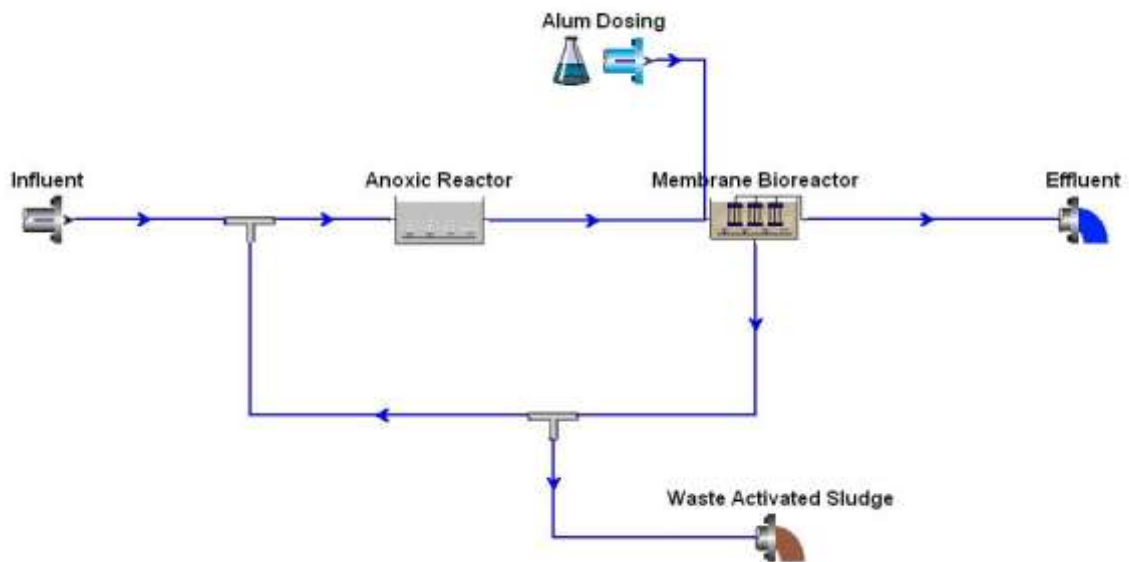 Alum Dosing
Influent
Anoxic Reactor
Membrane Bioreactor
Effluent
Waste Activated Sludge